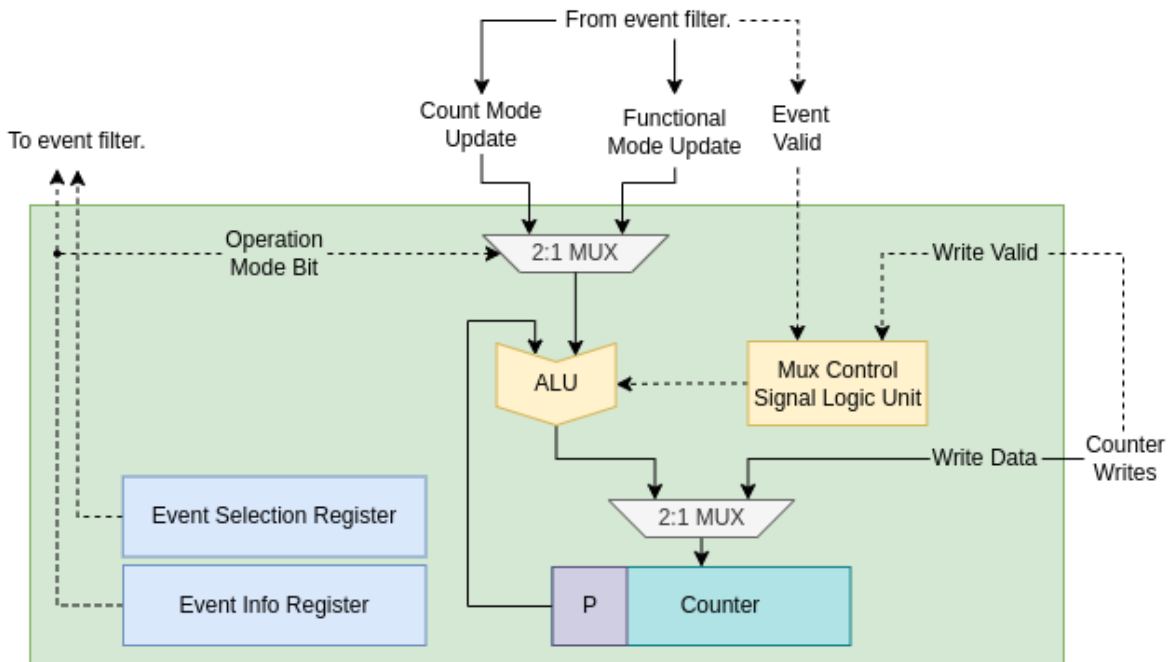 From event filter.
Count Mode
Update
Functional
Mode Update
Event
Valid
To event filter.
Operation
Mode Bit
2:1 MUX
Write Valid
ALU
Mux Control
Signal Logic Unit
Write Data
Counter
Writes
Event Selection Register
2:1 MUX
Event Info Register
P
Counter